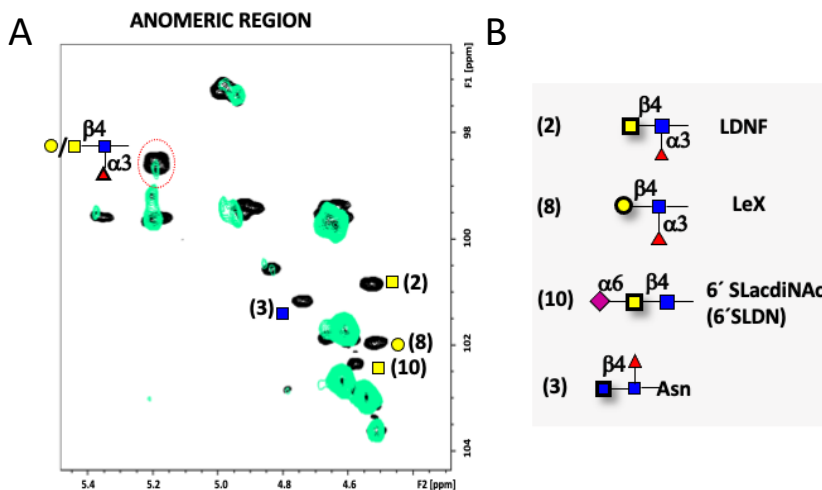 A
ANOMERIC REGION
B
F1 [ppm]
98
100
102
104
5.4
5.2
5.0
4.8
4.6
F2 [ppm]
β4
/
α3
(2)
(3)
(8)
(10)
(2)
β4
α3
LDNF
(8)
β4
α3
LeX
(10)
α6
β4
6´ SLacdiNAc
(6´SLDN)
(3)
β4
Asn